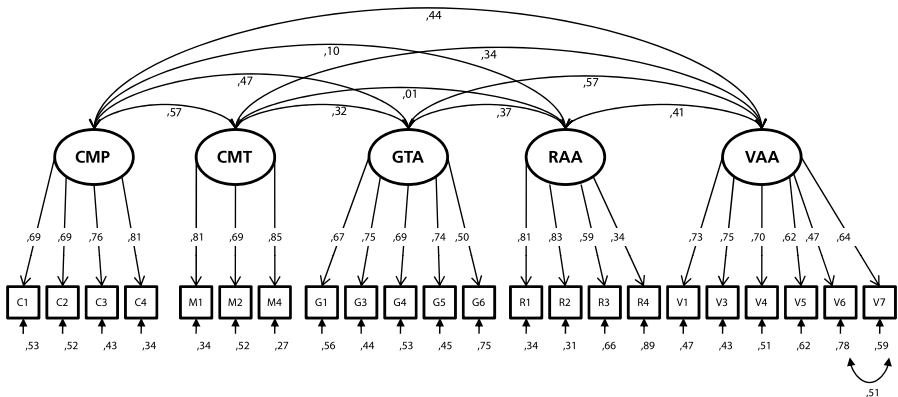 ,44
,10
,34
,47
,57
,01
,57
,32
,37
,41
CMP CMT GTA RAA VAA
,69 ,69 ,76 ,81 ,81 ,69 ,85 ,67 ,75 ,69 ,74 ,50 ,81 ,83 ,59 ,34 ,73 ,75 ,70 ,62 ,47 ,64
C1 C2 C3 C4 M1 M2 M4 G1 G3 G4 G5 G6 R1 R2 R3 R4 V1 V3 V4 V5 V6 V7
,53 ,52 ,43 ,34 ,34 ,52 ,27 ,56 ,44 ,53 ,45 ,75 ,34 ,31 ,66 ,89 ,47 ,43 ,51 ,62 ,78 ,59
,51